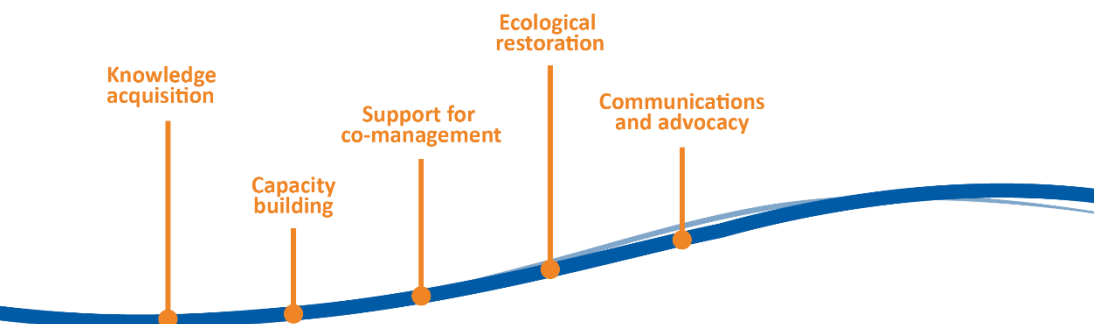 Knowledge
acquisition
Capacity
building
Support for
co-management
Ecological
restoration
Communications
and advocacy